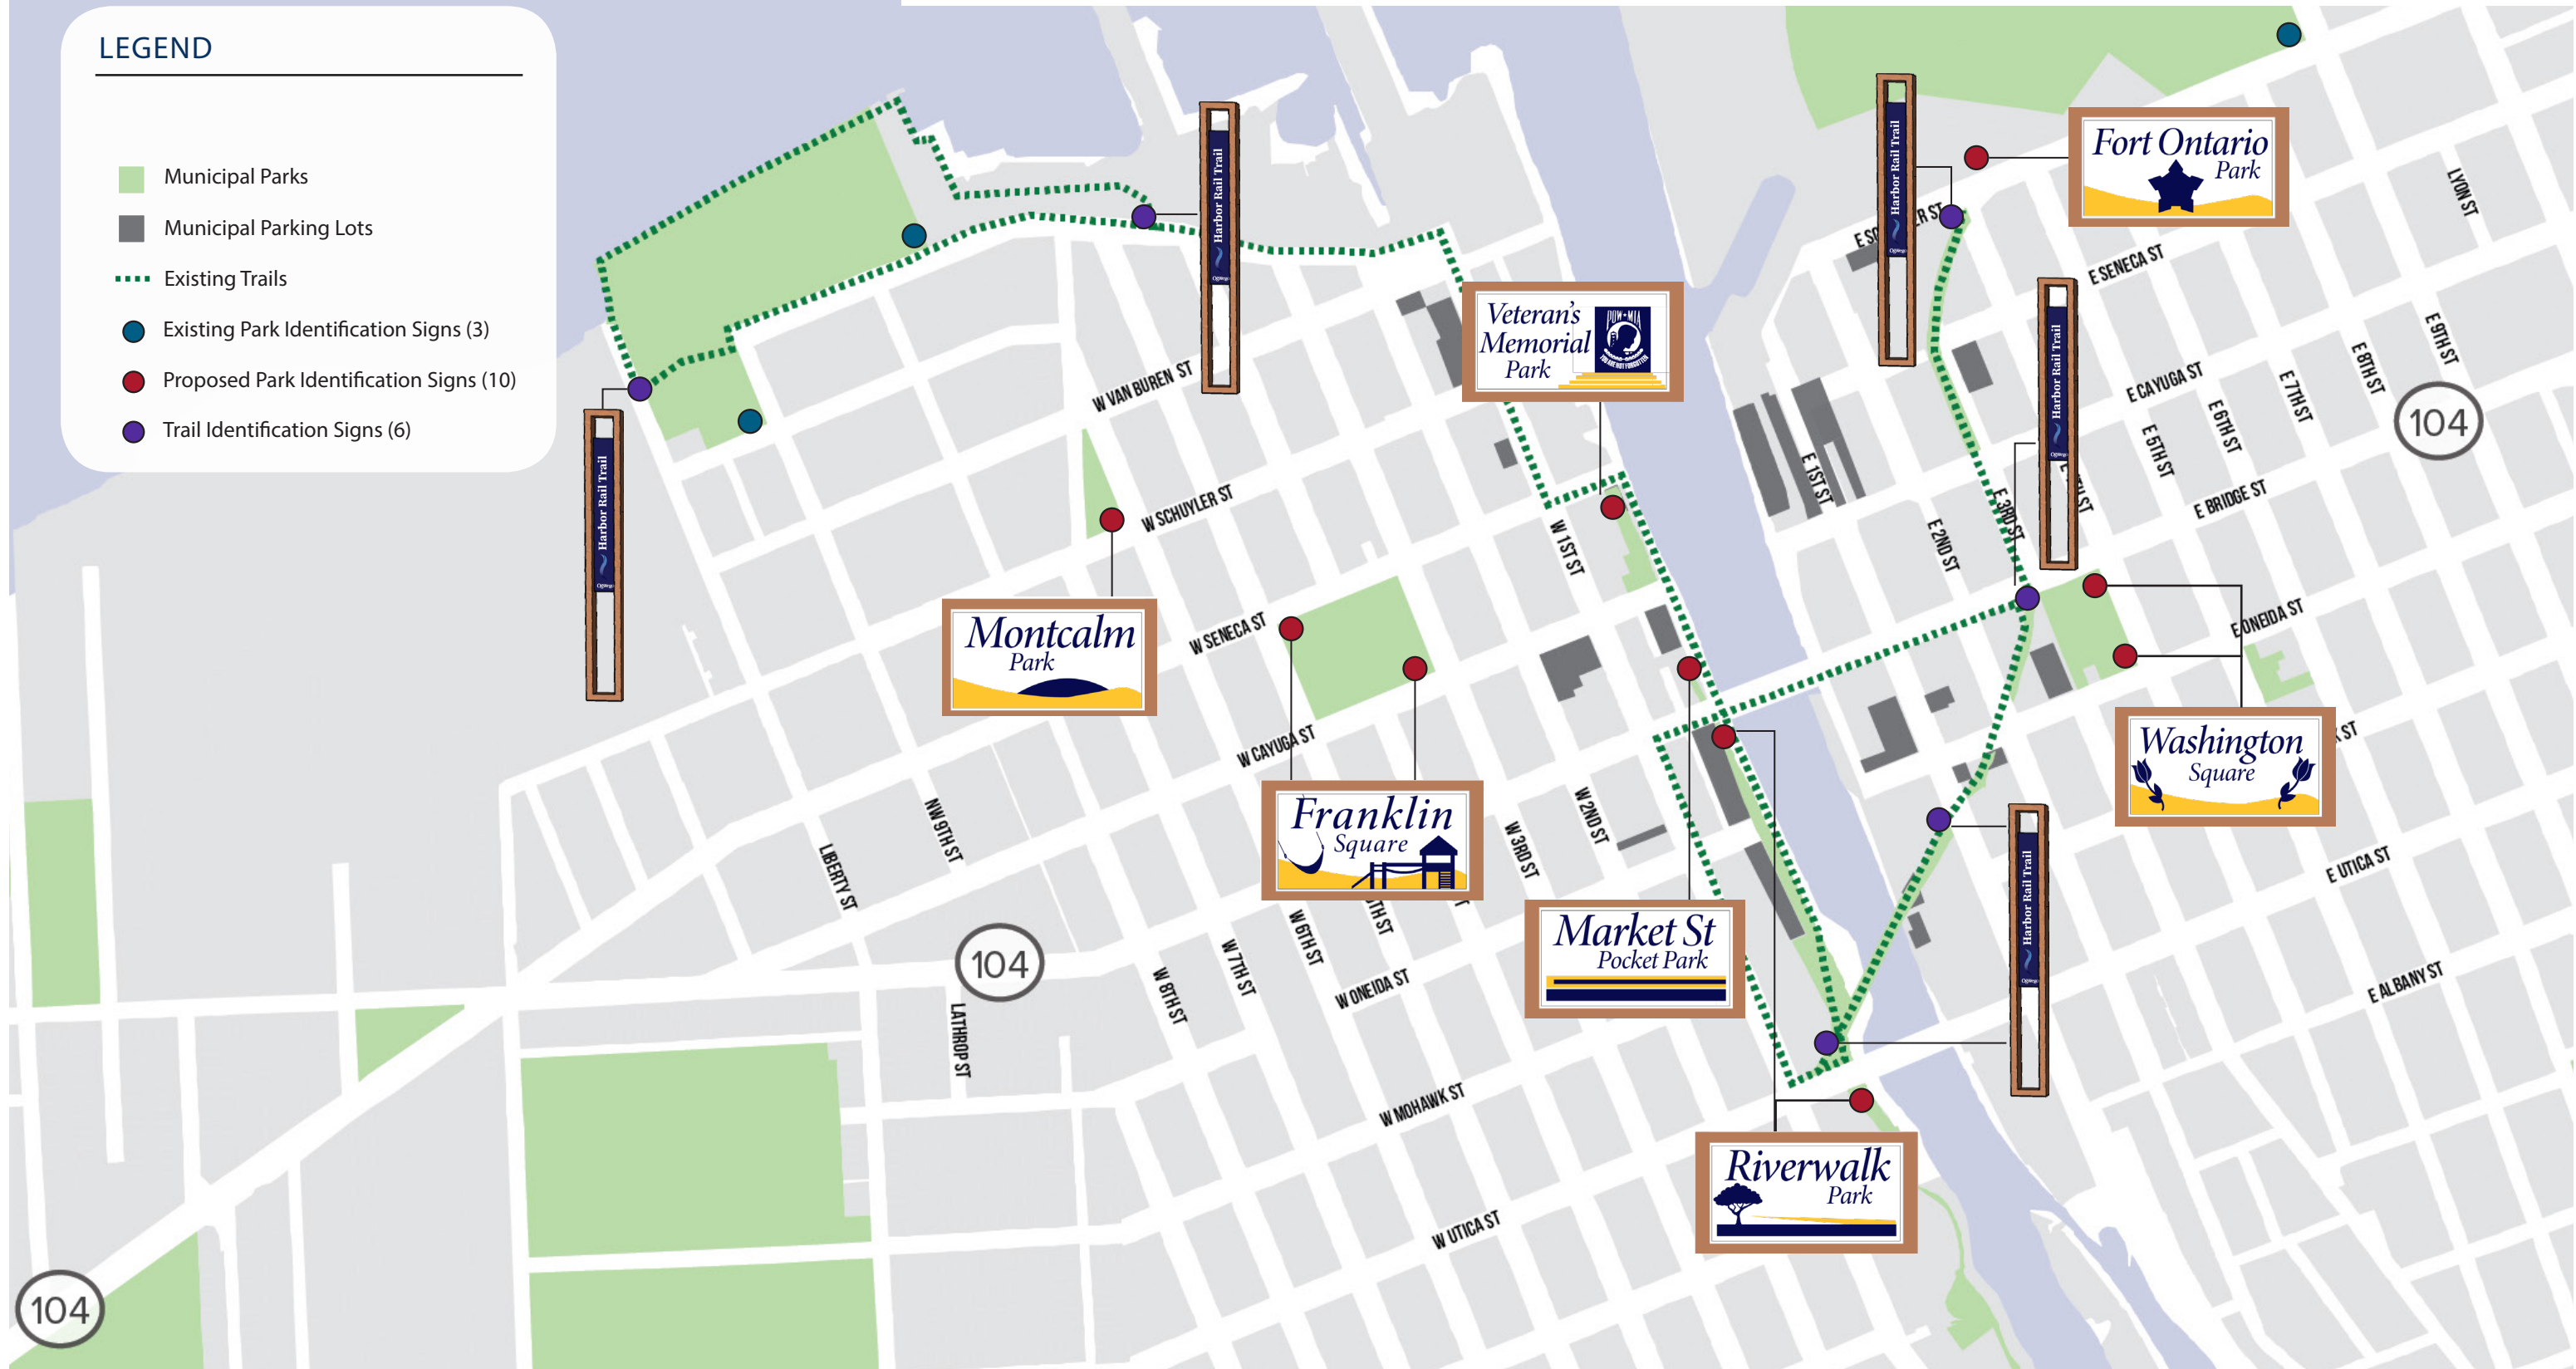 LEGEND
Municipal Parks
Municipal Parking Lots
Existing Trails
Existing Park Identification Signs (3)
Proposed Park Identification Signs (10)
Trail Identification Signs (6)
Harbor Rail Trail
Harbor Rail Trail
Fort Ontario
Park
LYON ST
E SENECA ST
Harbor Rail Trail
Veteran's
Memorial
Park
POW★MIA
YOU ARE NOT FORGOTTEN
E 9TH ST
E 8TH ST
E 7TH ST
E CAYUGA ST
E 6TH ST
E 5TH ST
104
W VAN BUREN ST
Harbor Rail Trail
W SCHUYLER ST
E 1ST ST
E 3RD ST
E 2ND ST
E BRIDGE ST
W 1ST ST
E ONEIDA ST
Montcalm
Park
W SENECA ST
W CAYUGA ST
Washington
Square
Franklin
Square
NW 9TH ST
LIBERTY ST
W 2ND ST
W 3RD ST
E UTICA ST
Harbor Rail Trail
Market St
Pocket Park
104
W 6TH ST
W 7TH ST
W 8TH ST
W ONEIDA ST
E ALBANY ST
LATHROP ST
W MOHAWK ST
Riverwalk
Park
W UTICA ST
104